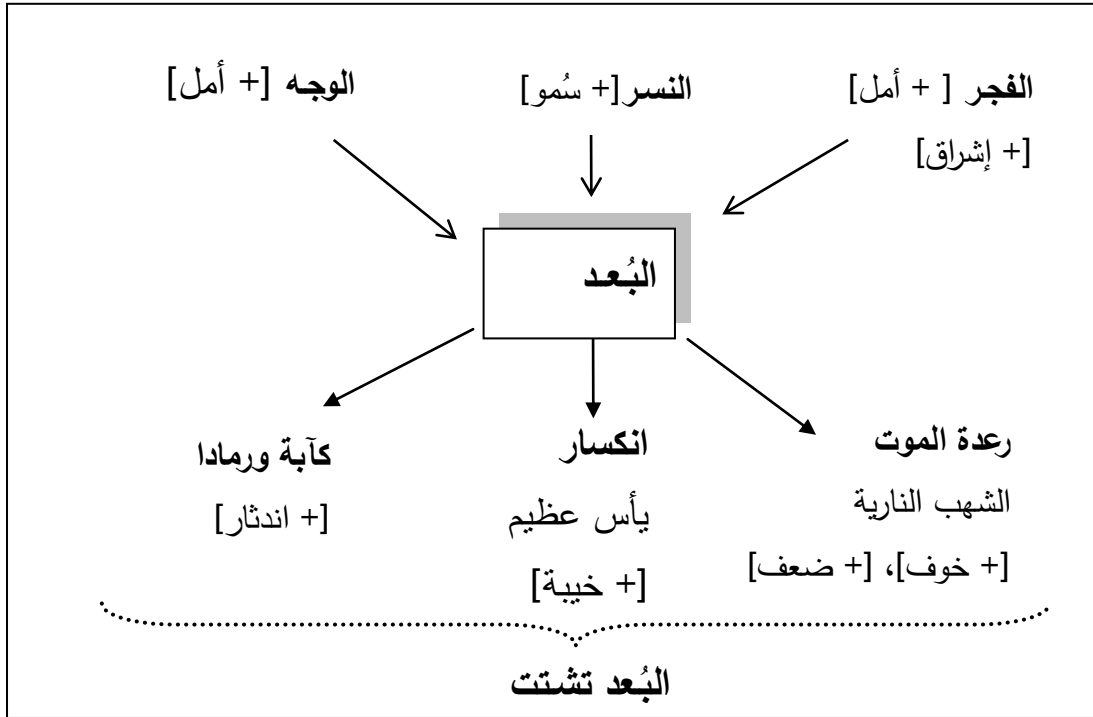 الفجر [ + أمل]
[+ إشراق]
النسر[+ سُمو]
الوجه [+ أمل]
البُعد
رعدة الموت
الشهب النارية
[+ خوف]، [+ ضعف]
انكسار
يأس عظيم
[+ خيبة]
كآبة ورمادا
[+ اندثار]
البُعد تشتت